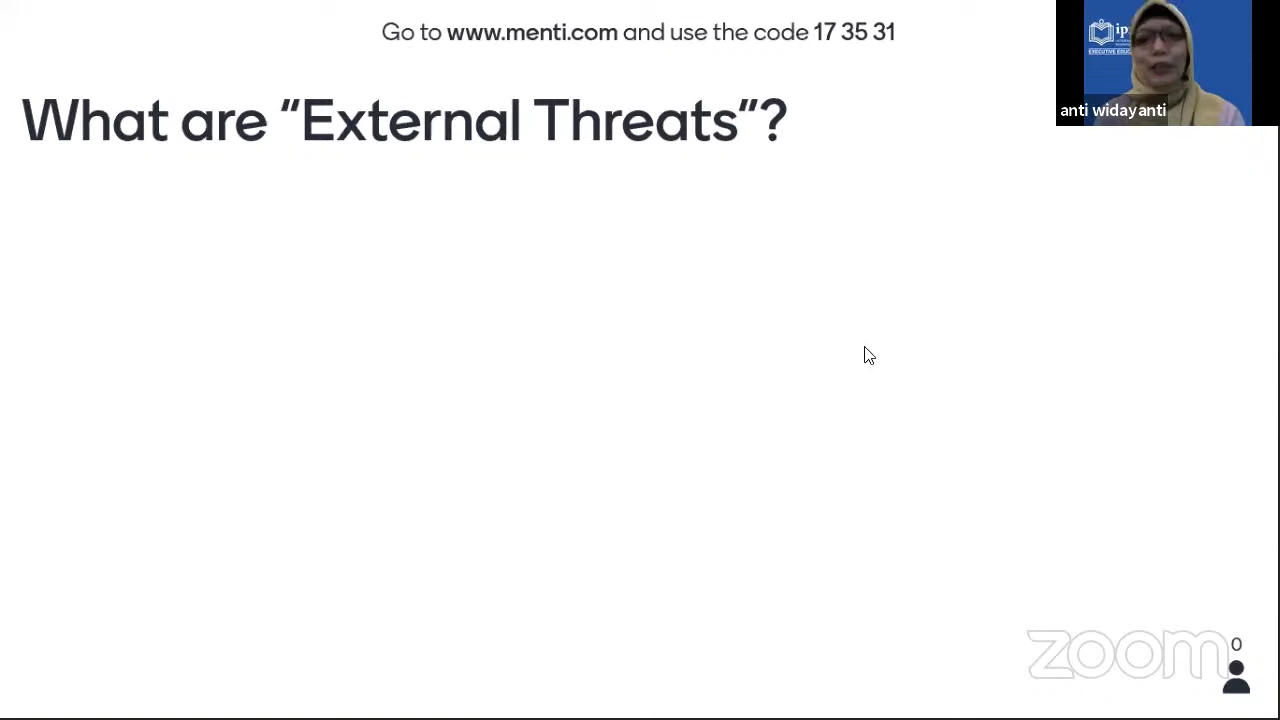 Go to www.menti.com and use the code 17 35 31
What are “External Threats“?
anti widayanti
zoom
0